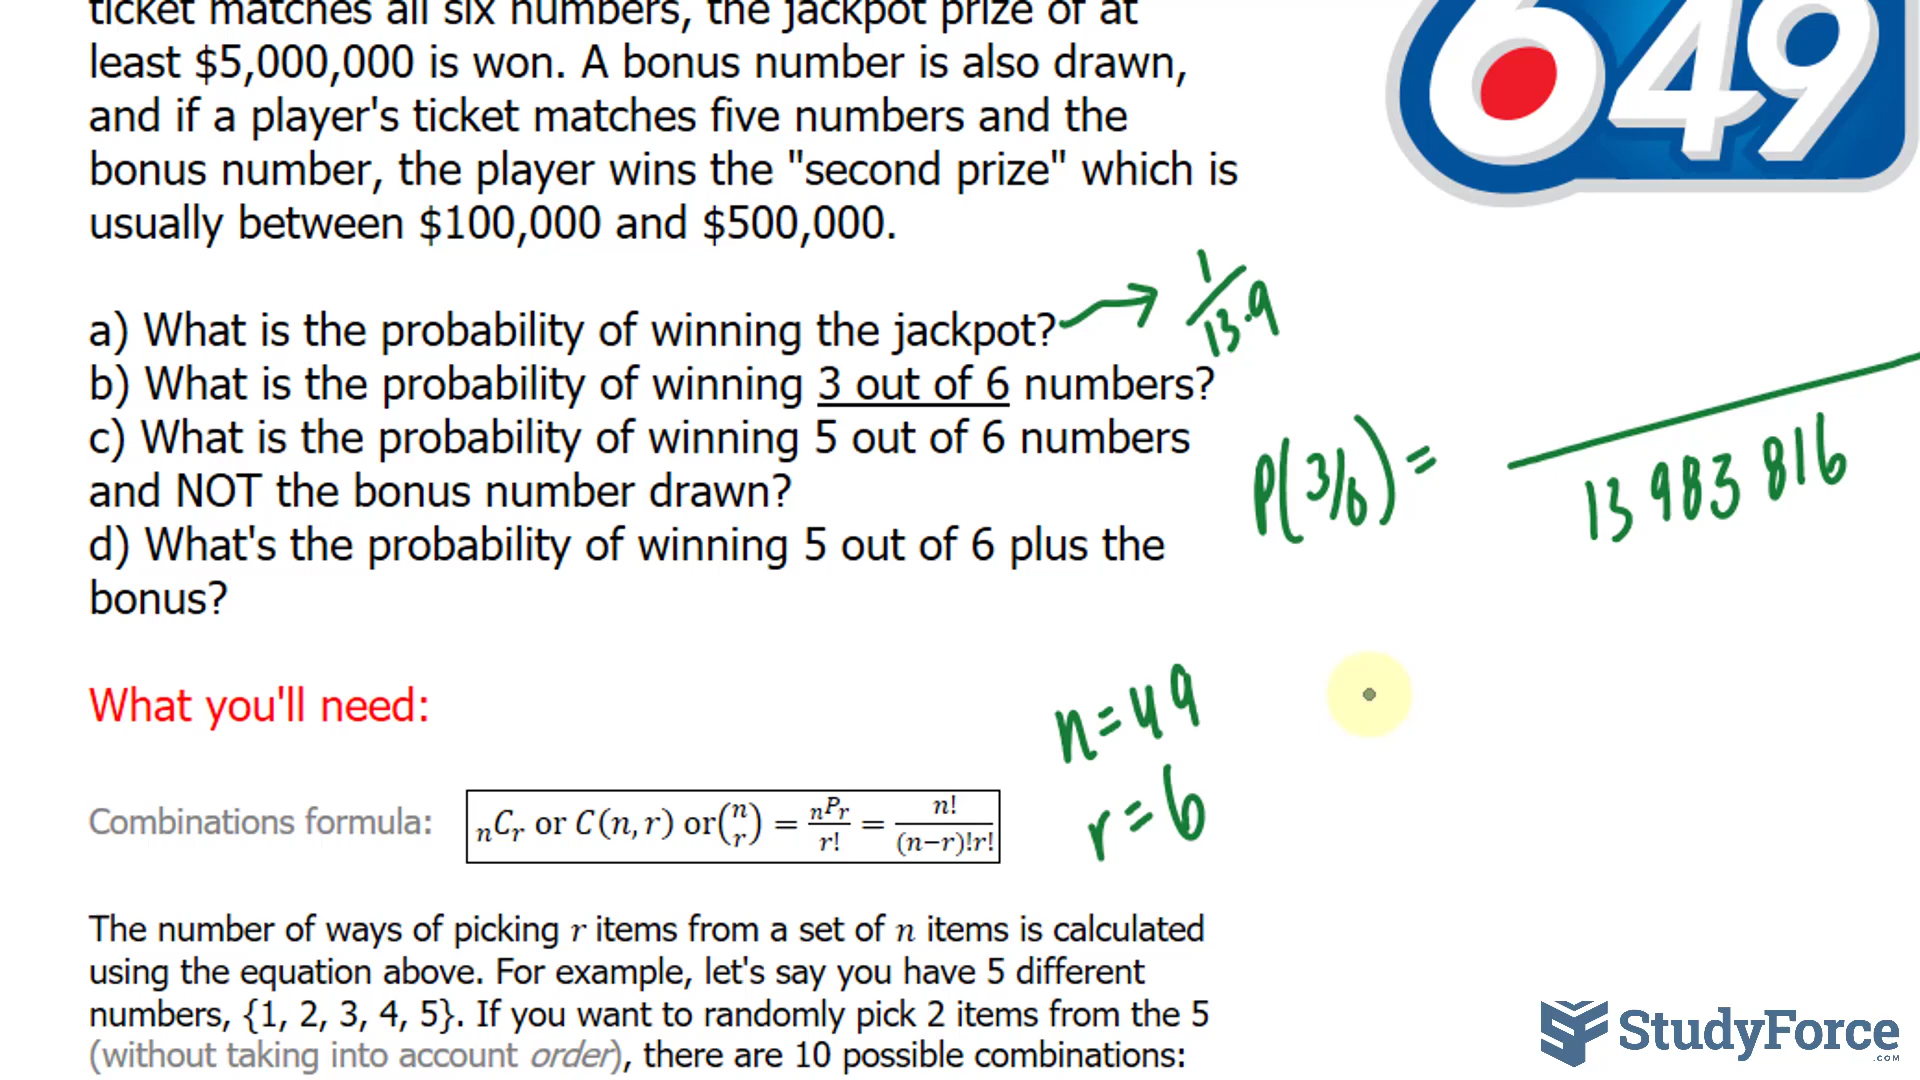 ticket matches all six numbers, the jackpot prize of at
least $5,000,000 is won. A bonus number is also drawn,
and if a player's ticket matches five numbers and the
bonus number, the player wins the "second prize" which is
usually between $100,000 and $500,000.
649
a) What is the probability of winning the jackpot? → 1/13.9
b) What is the probability of winning 3 out of 6 numbers?
c) What is the probability of winning 5 out of 6 numbers
and NOT the bonus number drawn?
P(3/6) =
13 983 816
d) What's the probability of winning 5 out of 6 plus the
bonus?
What you'll need:
n=49
r=6
Combinations formula: nCr or C(n,r) or(n r) = nPr/r! = n!/(n−r)!r!
The number of ways of picking r items from a set of n items is calculated
using the equation above. For example, let's say you have 5 different
numbers, {1, 2, 3, 4, 5}. If you want to randomly pick 2 items from the 5
(without taking into account order), there are 10 possible combinations:
StudyForce
.COM